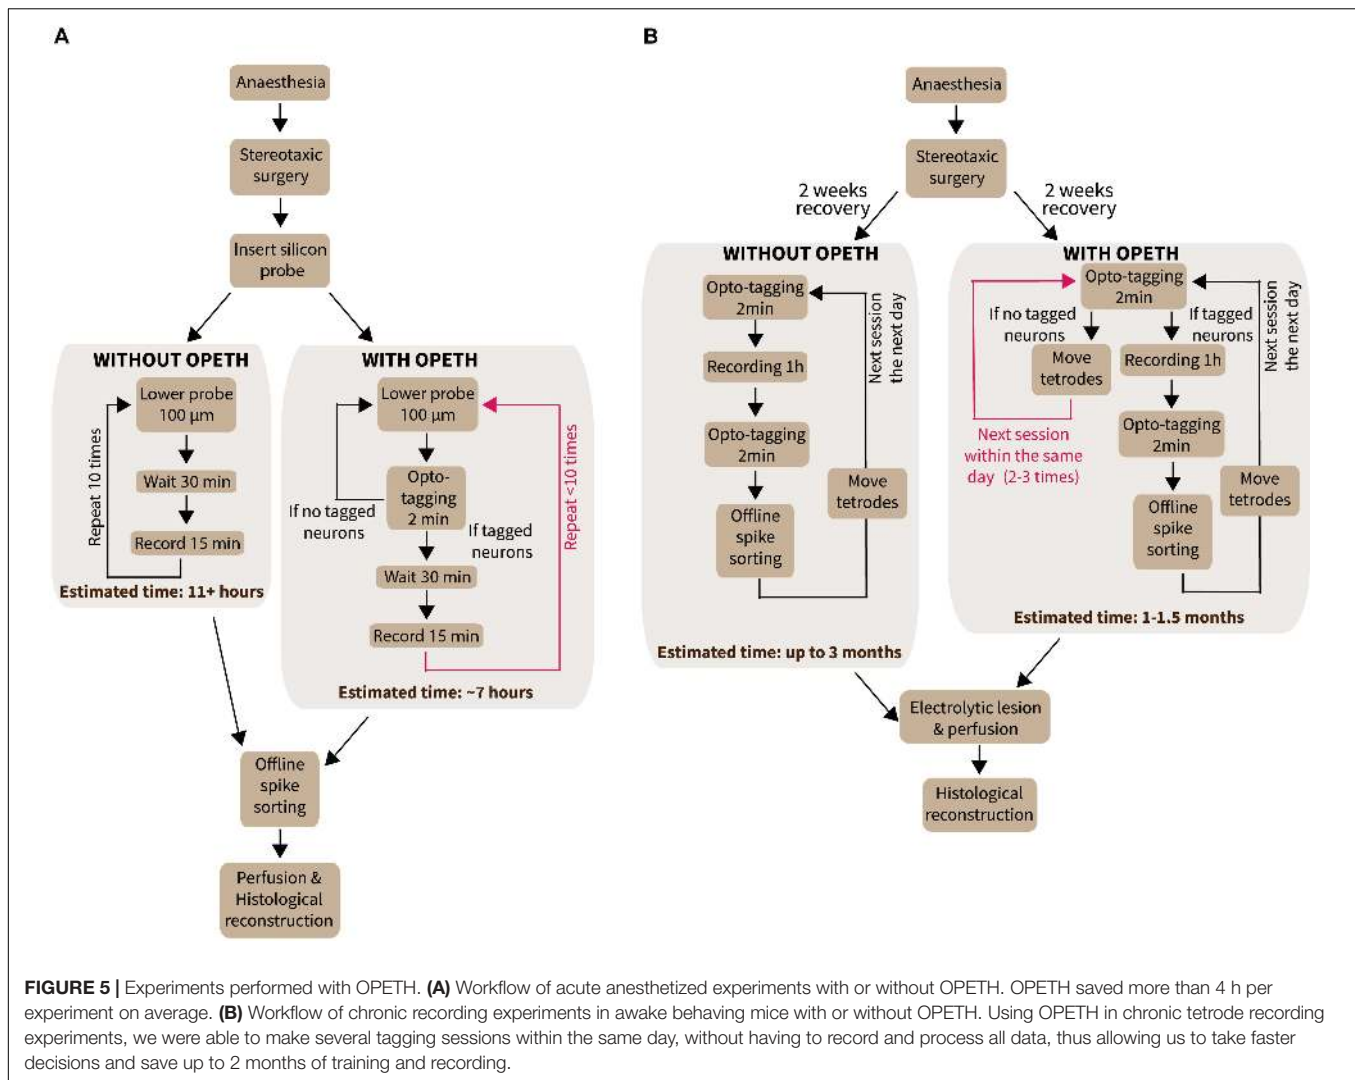 A
Anaesthesia
Stereotaxic
surgery
Insert silicon
probe
WITHOUT OPETH
Lower probe
100 µm
Wait 30 min
Record 15 min
Repeat 10 times
Estimated time: 11+ hours
WITH OPETH
Lower probe
100 µm
Opto-
tagging
2 min
If no tagged
neurons
If tagged
neurons
Wait 30 min
Record 15 min
Repeat <10 times
Estimated time: ~7 hours
Offline
spike
sorting
Perfusion &
Histological
reconstruction
B
Anaesthesia
Stereotaxic
surgery
2 weeks
recovery
2 weeks
recovery
WITHOUT OPETH
Opto-tagging
2min
Recording 1h
Opto-tagging
2min
Offline
spike
sorting
Move
tetrodes
Next session
the next day
Estimated time: up to 3 months
WITH OPETH
Opto-tagging
2min
If no tagged
neurons
If tagged
neurons
Move
tetrodes
Next session
within the same
day (2-3 times)
Recording 1h
Opto-tagging
2min
Offline
spike
sorting
Move
tetrodes
Next session
the next day
Estimated time: 1-1.5 months
Electrolytic lesion
& perfusion
Histological
reconstruction
FIGURE 5 | Experiments performed with OPETH. (A) Workflow of acute anesthetized experiments with or without OPETH. OPETH saved more than 4 h per
experiment on average. (B) Workflow of chronic recording experiments in awake behaving mice with or without OPETH. Using OPETH in chronic tetrode recording
experiments, we were able to make several tagging sessions within the same day, without having to record and process all data, thus allowing us to take faster
decisions and save up to 2 months of training and recording.